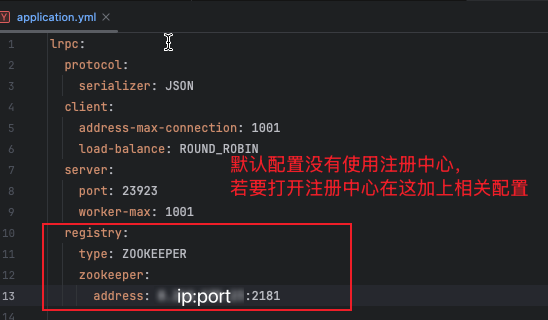 application.yml
1 lrpc:
2 protocol:
3 serializer: JSON
4 client:
5 address-max-connection: 1001
6 load-balance: ROUND_ROBIN
7 server:
默认配置没有使用注册中心，
8 port: 23923
若要打开注册中心在这加上相关配置
9 worker-max: 1001
10 registry:
11 type: ZOOKEEPER
12 zookeeper:
13 address: ip:port:2181